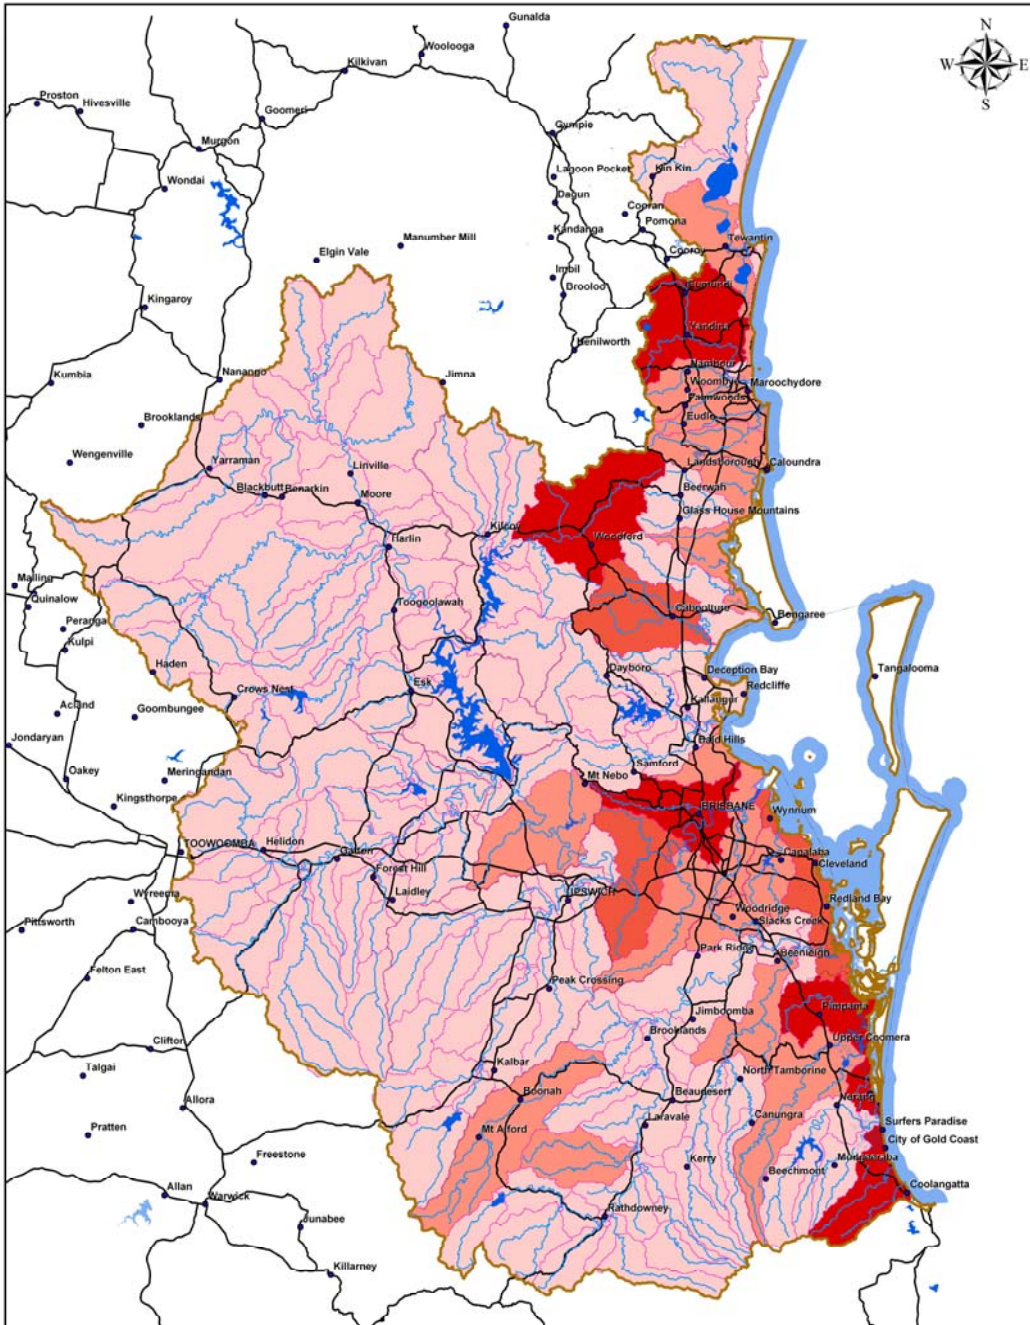 Gunalda
N
Woolooga
Kilkivan
W
E
S
Proston
Hivesville
Goomeri
Gympie
Murgon
Lagoon Pocket
Kin Kin
Wondai
Dagun
Cooran
Pomona
Kandanga
Manumber Mill
Tewantin
Elgin Vale
Cooroy
Imbil
Brooloo
Eumundi
Kingaroy
Yandina
Kenilworth
Nambour
Kumbia
Nanango
Jimna
Woombye
Maroochydore
Palmwoods
Brooklands
Eudlo
Wengenville
Yarraman
Linville
Landsborough
Caloundra
Blackbutt
Benarkin
Moore
Beerwah
Glass House Mountains
Kilcoy
Harlin
Woodford
Maling
Quinalow
Toogoolawah
Caboolture
Bongaree
Peranga
Kulpi
Haden
Dayboro
Deception Bay
Tangalooma
Crows Nest
Esk
Redcliffe
Kallangur
Acland
Goombungee
Jondaryan
Bald Hills
Oakey
Meringandan
Samford
Mt Nebo
Kingsthorpe
BRISBANE
Wynnum
TOOWOOMBA
Helidon
Gatton
Capalaba
Cleveland
Forest Hill
Wyreema
Laidley
IPSWICH
Redland Bay
Pittsworth
Cambooya
Woodridge
Slacks Creek
Park Ridge
Beenleigh
Felton East
Peak Crossing
Pimpama
Jimboomba
Clifton
Brooklands
Upper Coomera
Talgai
Kalbar
North Tamborine
Allora
Boonah
Beaudesert
Nerang
Pratten
Mt Alford
Laravale
Canungra
Surfers Paradise
City of Gold Coast
Freestone
Kerry
Beechmont
Mudgeeraba
Allan
Warwick
Coolangatta
Junabee
Rathdowney
Killarney